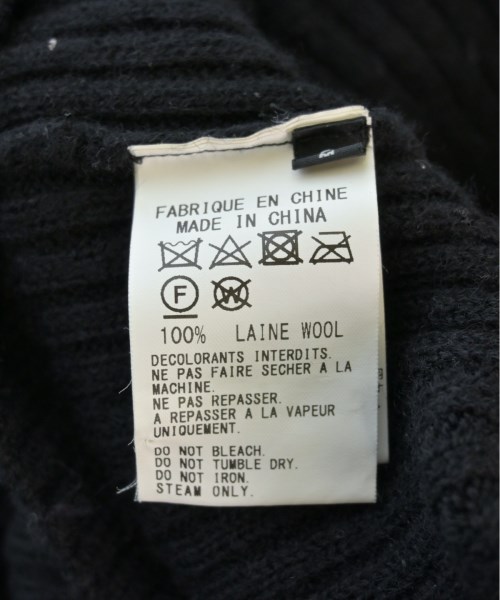 FABRIQUE EN CHINE
MADE IN CHINA
F W
100% LAINE WOOL
DECOLORANTS INTERDITS.
NE PAS FAIRE SECHER A LA
MACHINE.
NE PAS REPASSER.
A REPASSER A LA VAPEUR
UNIQUEMENT.
DO NOT BLEACH.
DO NOT TUMBLE DRY.
DO NOT IRON.
STEAM ONLY.